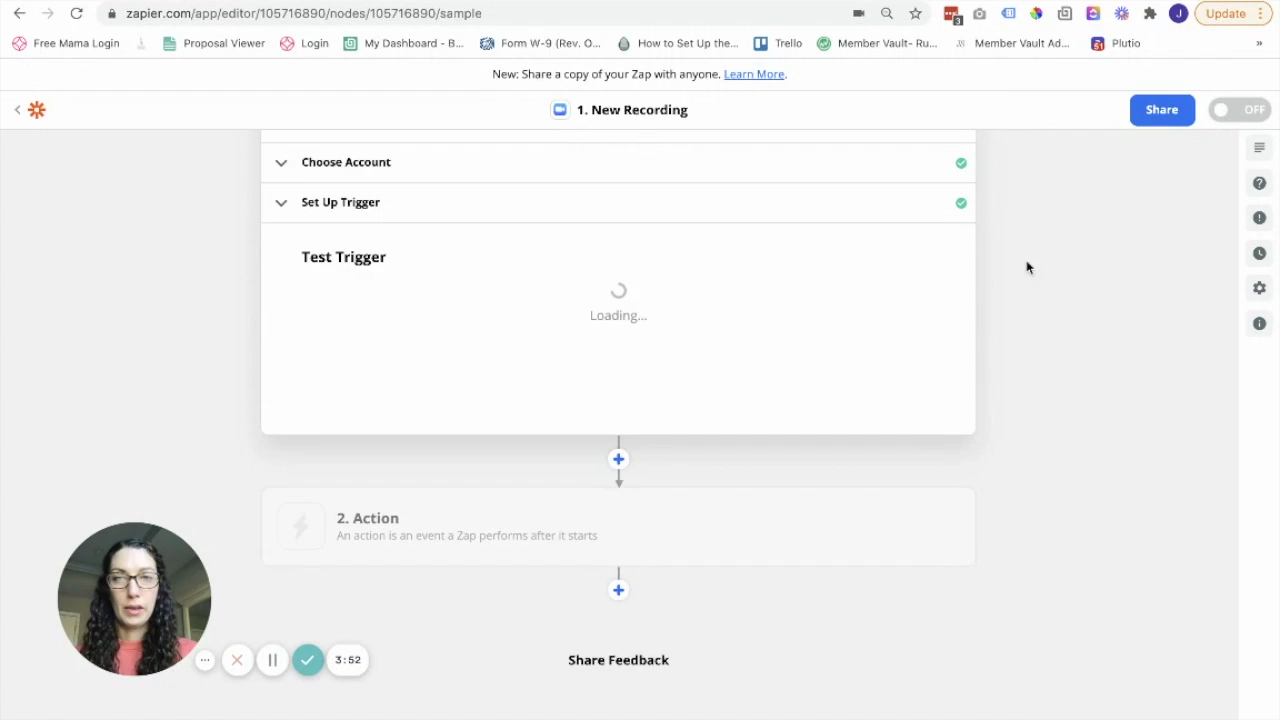 zapier.com/app/editor/105716890/nodes/105716890/sample
3
J
Update
Free Mama Login
Proposal Viewer
Login
My Dashboard - B...
Form W-9 (Rev. O...
How to Set Up the...
Trello
Member Vault- Ru...
Member Vault Ad...
Plutio
»
New: Share a copy of your Zap with anyone. Learn More.
1. New Recording
Share
OFF
Choose Account
Set Up Trigger
Test Trigger
Loading...
2. Action
An action is an event a Zap performs after it starts
3:52
Share Feedback